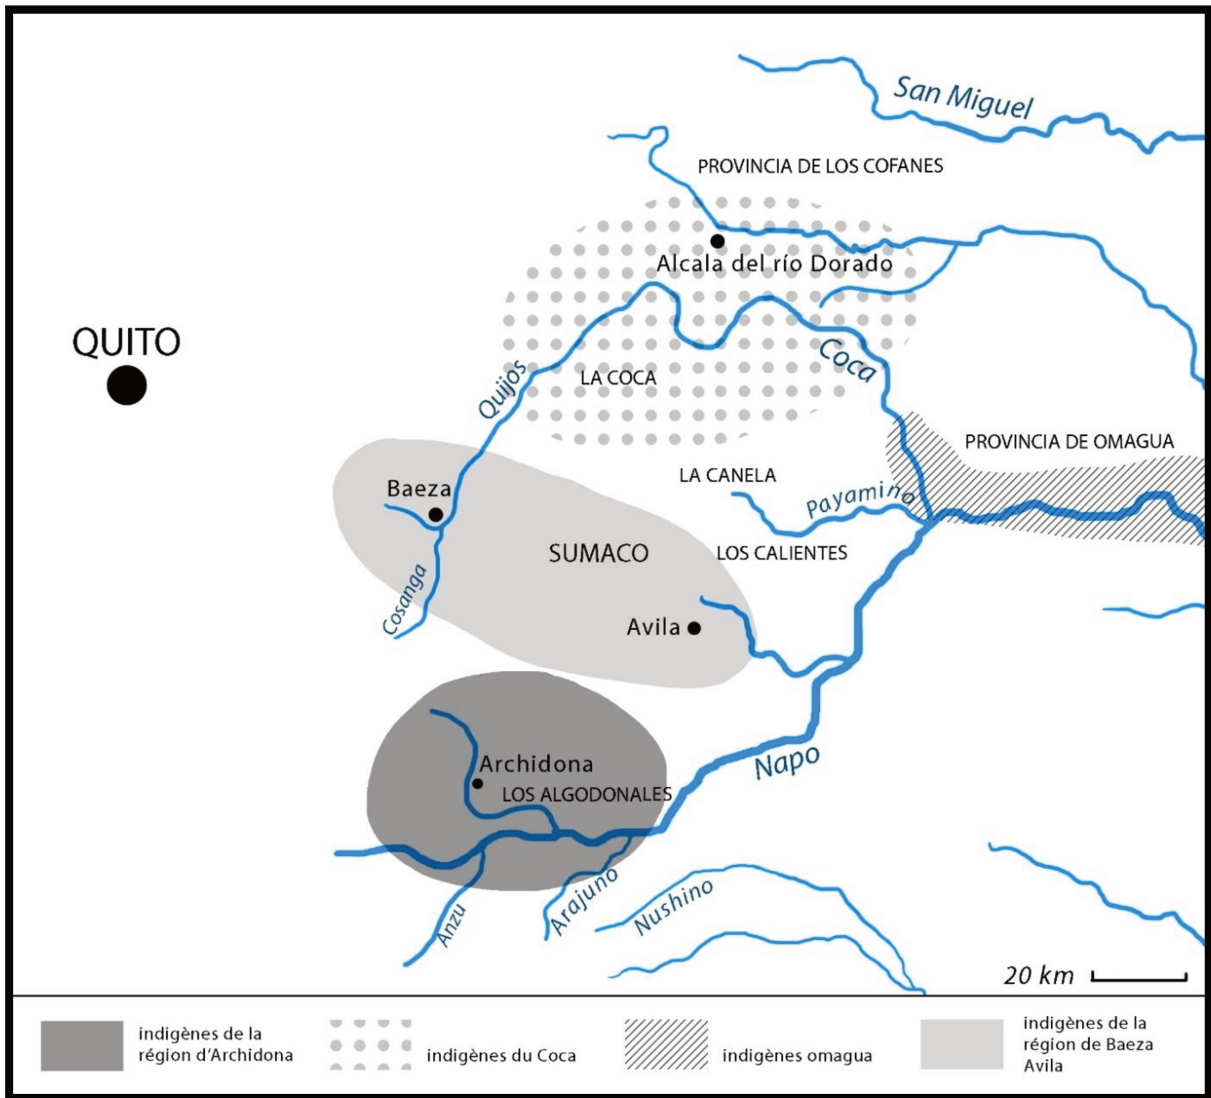 San Miguel
PROVINCIA DE LOS COFANES
Alcala del río Dorado
QUITO
Coca
LA COCA
Quijos
PROVINCIA DE OMAGUA
LA CANELA
Baeza
Payamino
SUMACO
LOS CALIENTES
Cosanga
Avila
Napo
Archidona
LOS ALGODONALES
Arajuno
Nushino
Anzu
20 km
indigènes de la
région d'Archidona
indigènes du Coca
indigènes omagua
indigènes de la
région de Baeza
Avila